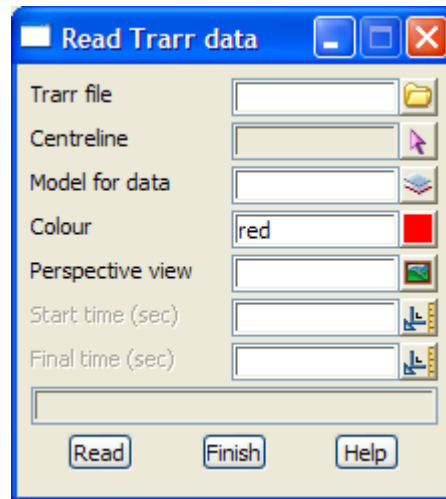 Read Trarr data
Trarr file
Centreline
Model for data
Colour red
Perspective view
Start time (sec)
Final time (sec)
Read Finish Help